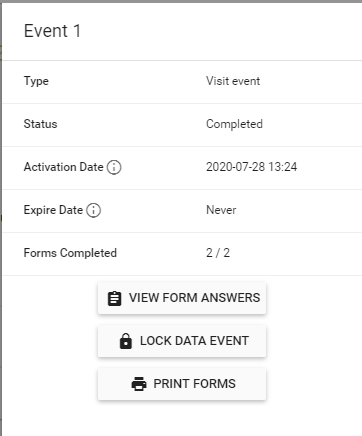 Event 1
Type Visit event
Status Completed
Activation Date 2020-07-28 13:24
Expire Date Never
Forms Completed 2 / 2
VIEW FORM ANSWERS
LOCK DATA EVENT
PRINT FORMS